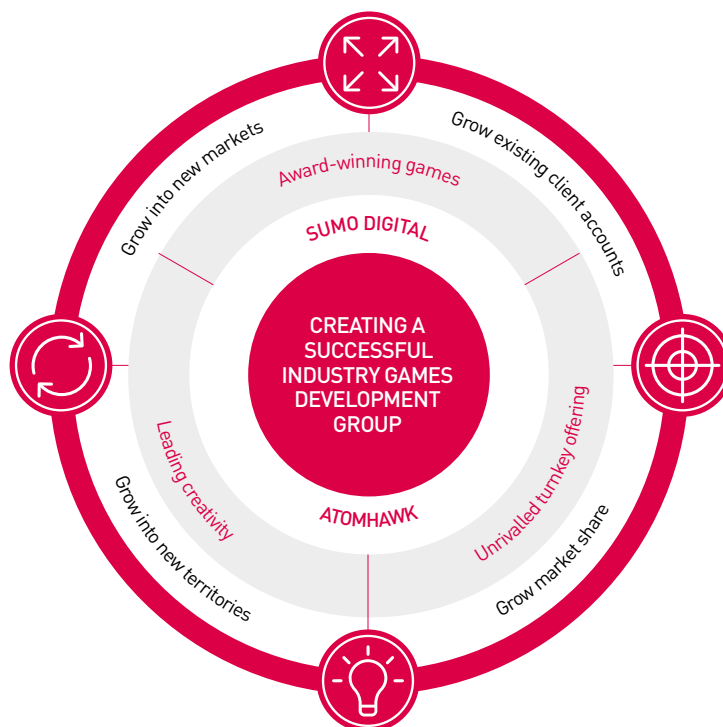 Grow into new markets
Grow existing client accounts
Award-winning games
SUMO DIGITAL
CREATING A
SUCCESSFUL
INDUSTRY GAMES
DEVELOPMENT
GROUP
Leading creativity
Unrivalled turnkey offering
ATOMHAWK
Grow into new territories
Grow market share